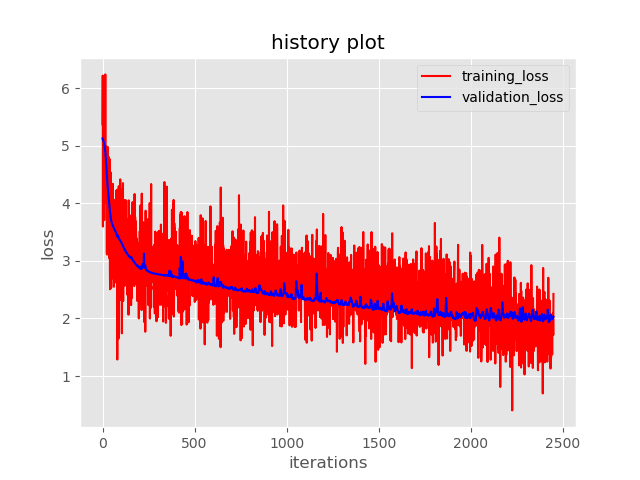 history plot
training_loss
validation_loss
6
5
4
3
2
1
loss
0 500 1000 1500 2000 2500
iterations